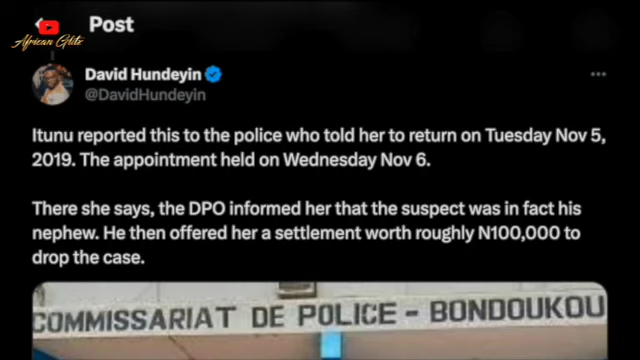 Post
African Glitz
David Hundeyin
@DavidHundeyin
Itunu reported this to the police who told her to return on Tuesday Nov 5,
2019. The appointment held on Wednesday Nov 6.
There she says, the DPO informed her that the suspect was in fact his
nephew. He then offered her a settlement worth roughly N100,000 to
drop the case.
COMMISSARIAT DE POLICE - BONDOUKOU